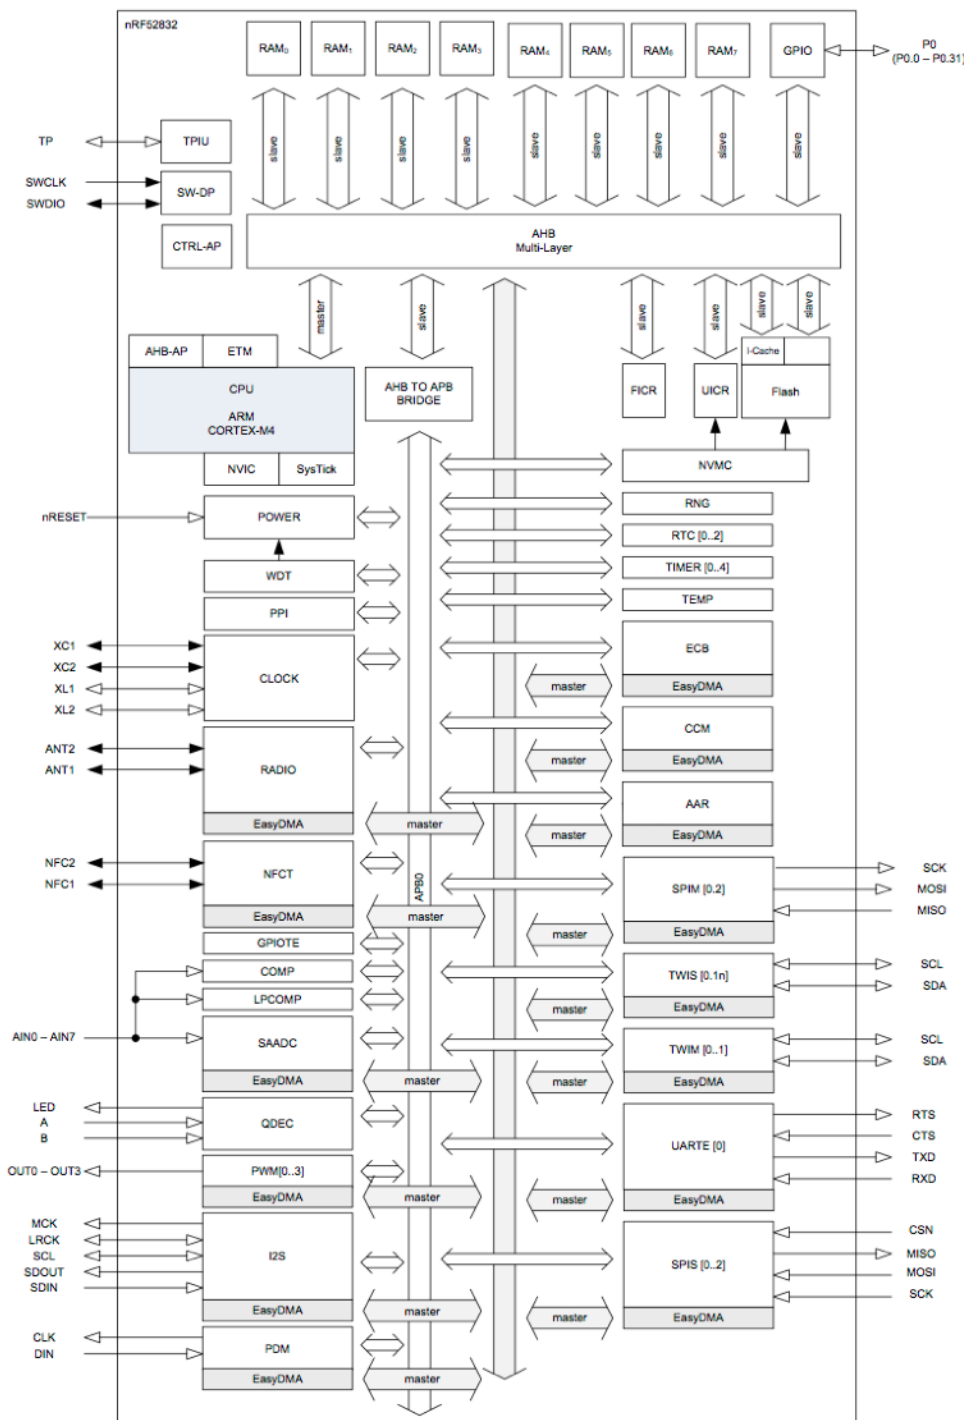 nRF52832
RAM0 RAM1 RAM2 RAM3 RAM4 RAM5 RAM6 RAM7 GPIO
P0
(P0.0 – P0.31)
slave slave slave slave slave slave slave slave slave
TP TPIU
SWCLK
SWDIO
SW-DP
CTRL-AP
AHB
Multi-Layer
master slave slave slave slave slave
AHB-AP ETM
I-Cache
CPU
ARM
CORTEX-M4
AHB TO APB
BRIDGE
FICR UICR Flash
NVIC SysTick
NVMC
nRESET POWER
RNG
RTC [0..2]
WDT
TIMER [0..4]
PPI
TEMP
XC1
XC2
XL1
XL2
CLOCK
ECB
master EasyDMA
ANT2
ANT1
RADIO
CCM
master EasyDMA
AAR
EasyDMA master
master EasyDMA
NFC2
NFC1
NFCT
APB0
SPIM [0.2]
SCK
MOSI
MISO
EasyDMA master
master EasyDMA
GPIOTE
COMP
LPCOMP
TWIS [0.1n]
SCL
SDA
master EasyDMA
AIN0 – AIN7 SAADC
TWIM [0..1]
SCL
SDA
EasyDMA master
master EasyDMA
LED
A
B
QDEC
UARTE [0]
RTS
CTS
TXD
RXD
OUT0 – OUT3 PWM[0..3]
EasyDMA master
master EasyDMA
MCK
LRCK
SCL
SDOUT
SDIN
I2S
SPIS [0..2]
CSN
MISO
MOSI
SCK
EasyDMA master
master EasyDMA
CLK
DIN
PDM
EasyDMA master